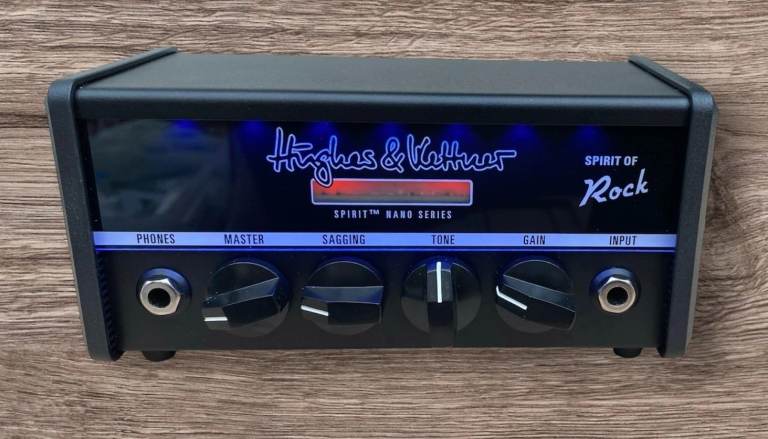 Hughes & Kettner
SPIRIT OF
Rock
SPIRIT™ NANO SERIES
PHONES MASTER SAGGING TONE GAIN INPUT